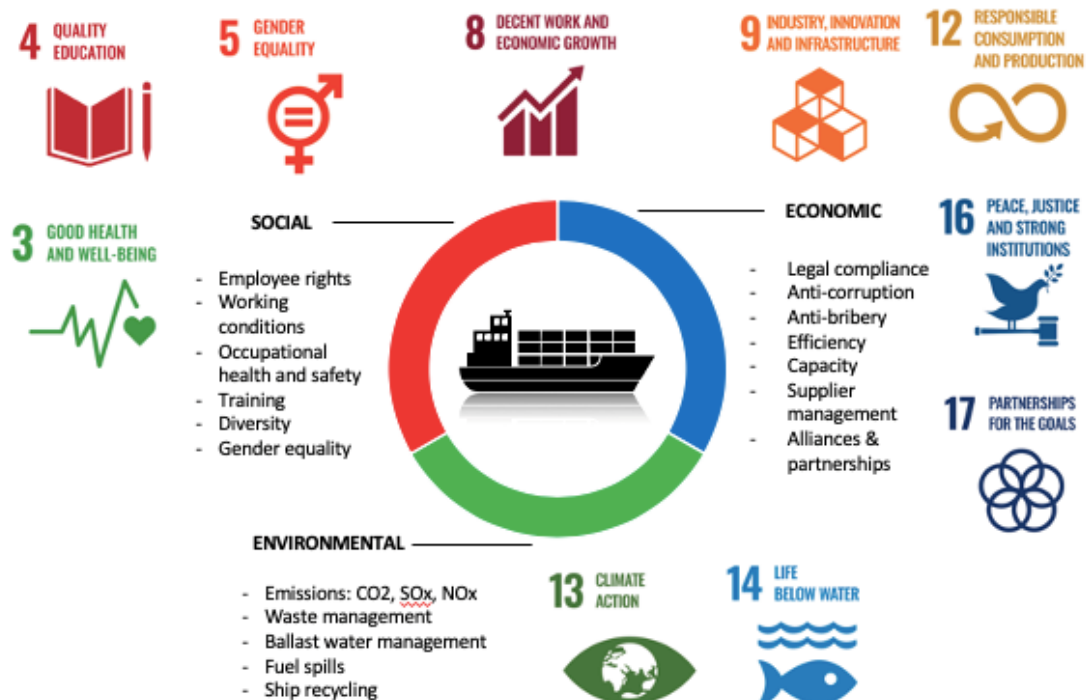 4 QUALITY
EDUCATION
5 GENDER
EQUALITY
8 DECENT WORK AND
ECONOMIC GROWTH
9 INDUSTRY, INNOVATION
AND INFRASTRUCTURE
12 RESPONSIBLE
CONSUMPTION
AND PRODUCTION
3 GOOD HEALTH
AND WELL-BEING
SOCIAL
- Employee rights
- Working
conditions
- Occupational
health and safety
- Training
- Diversity
- Gender equality
ECONOMIC
- Legal compliance
- Anti-corruption
- Anti-bribery
- Efficiency
- Capacity
- Supplier
management
- Alliances &
partnerships
16 PEACE, JUSTICE
AND STRONG
INSTITUTIONS
17 PARTNERSHIPS
FOR THE GOALS
ENVIRONMENTAL
- Emissions: CO2, SOx, NOx
- Waste management
- Ballast water management
- Fuel spills
- Ship recycling
13 CLIMATE
ACTION
14 LIFE
BELOW WATER